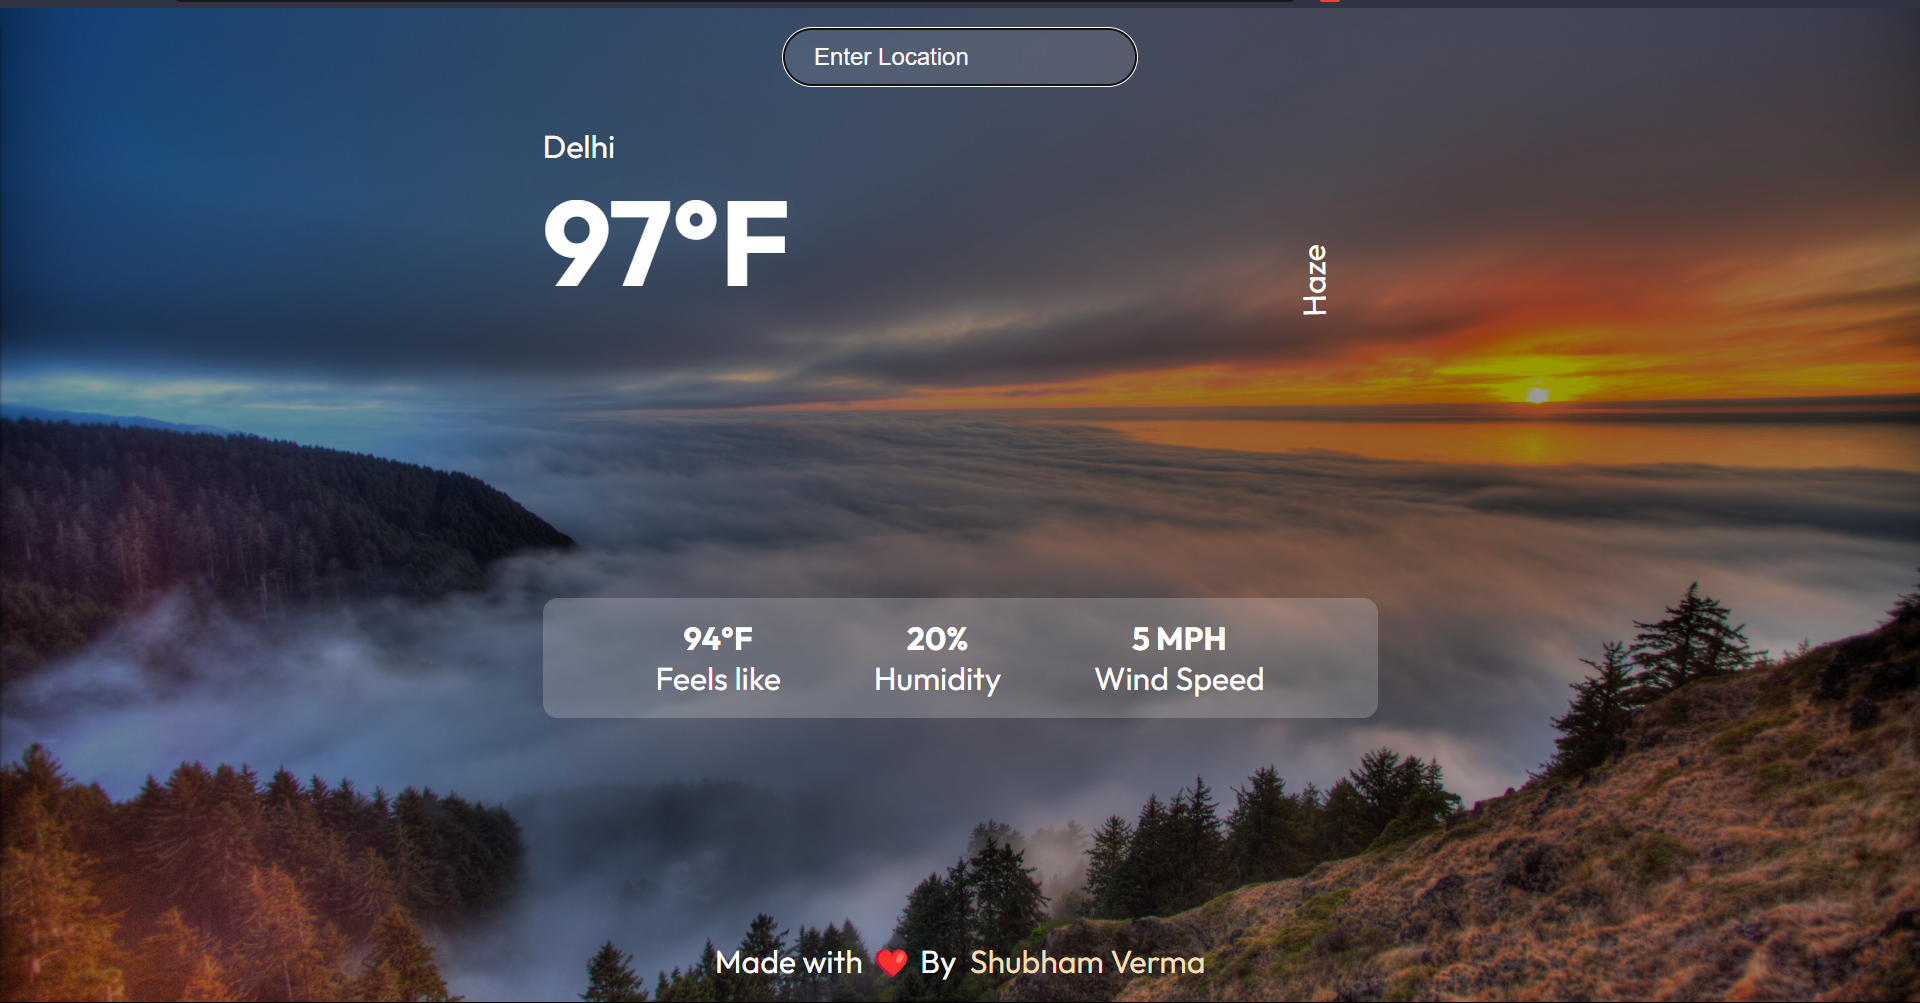 Enter Location
Delhi
97°F
Haze
94°F
Feels like
20%
Humidity
5 MPH
Wind Speed
Made with ❤️ By Shubham Verma